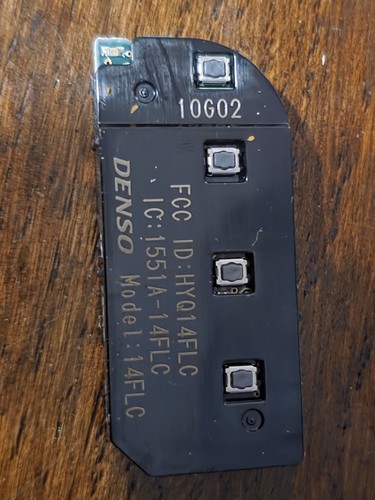 10G02
FCC ID:HYQ14FLC
IC:1551A-14FLC
DENSO Model:14FLC